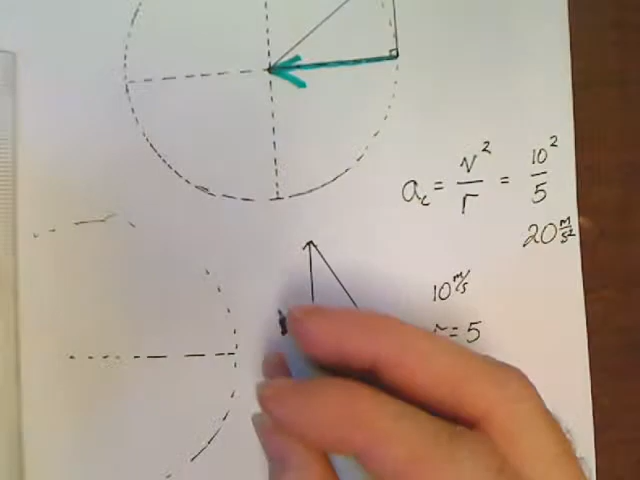 a_c = v²/r = 10²/5
20 m/s²
10 m/s
r = 5